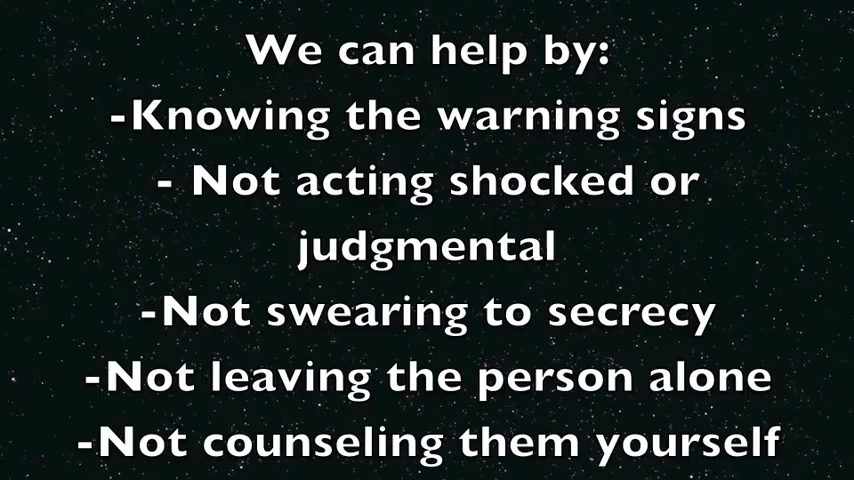 We can help by:
-Knowing the warning signs
- Not acting shocked or
judgmental
-Not swearing to secrecy
-Not leaving the person alone
-Not counseling them yourself